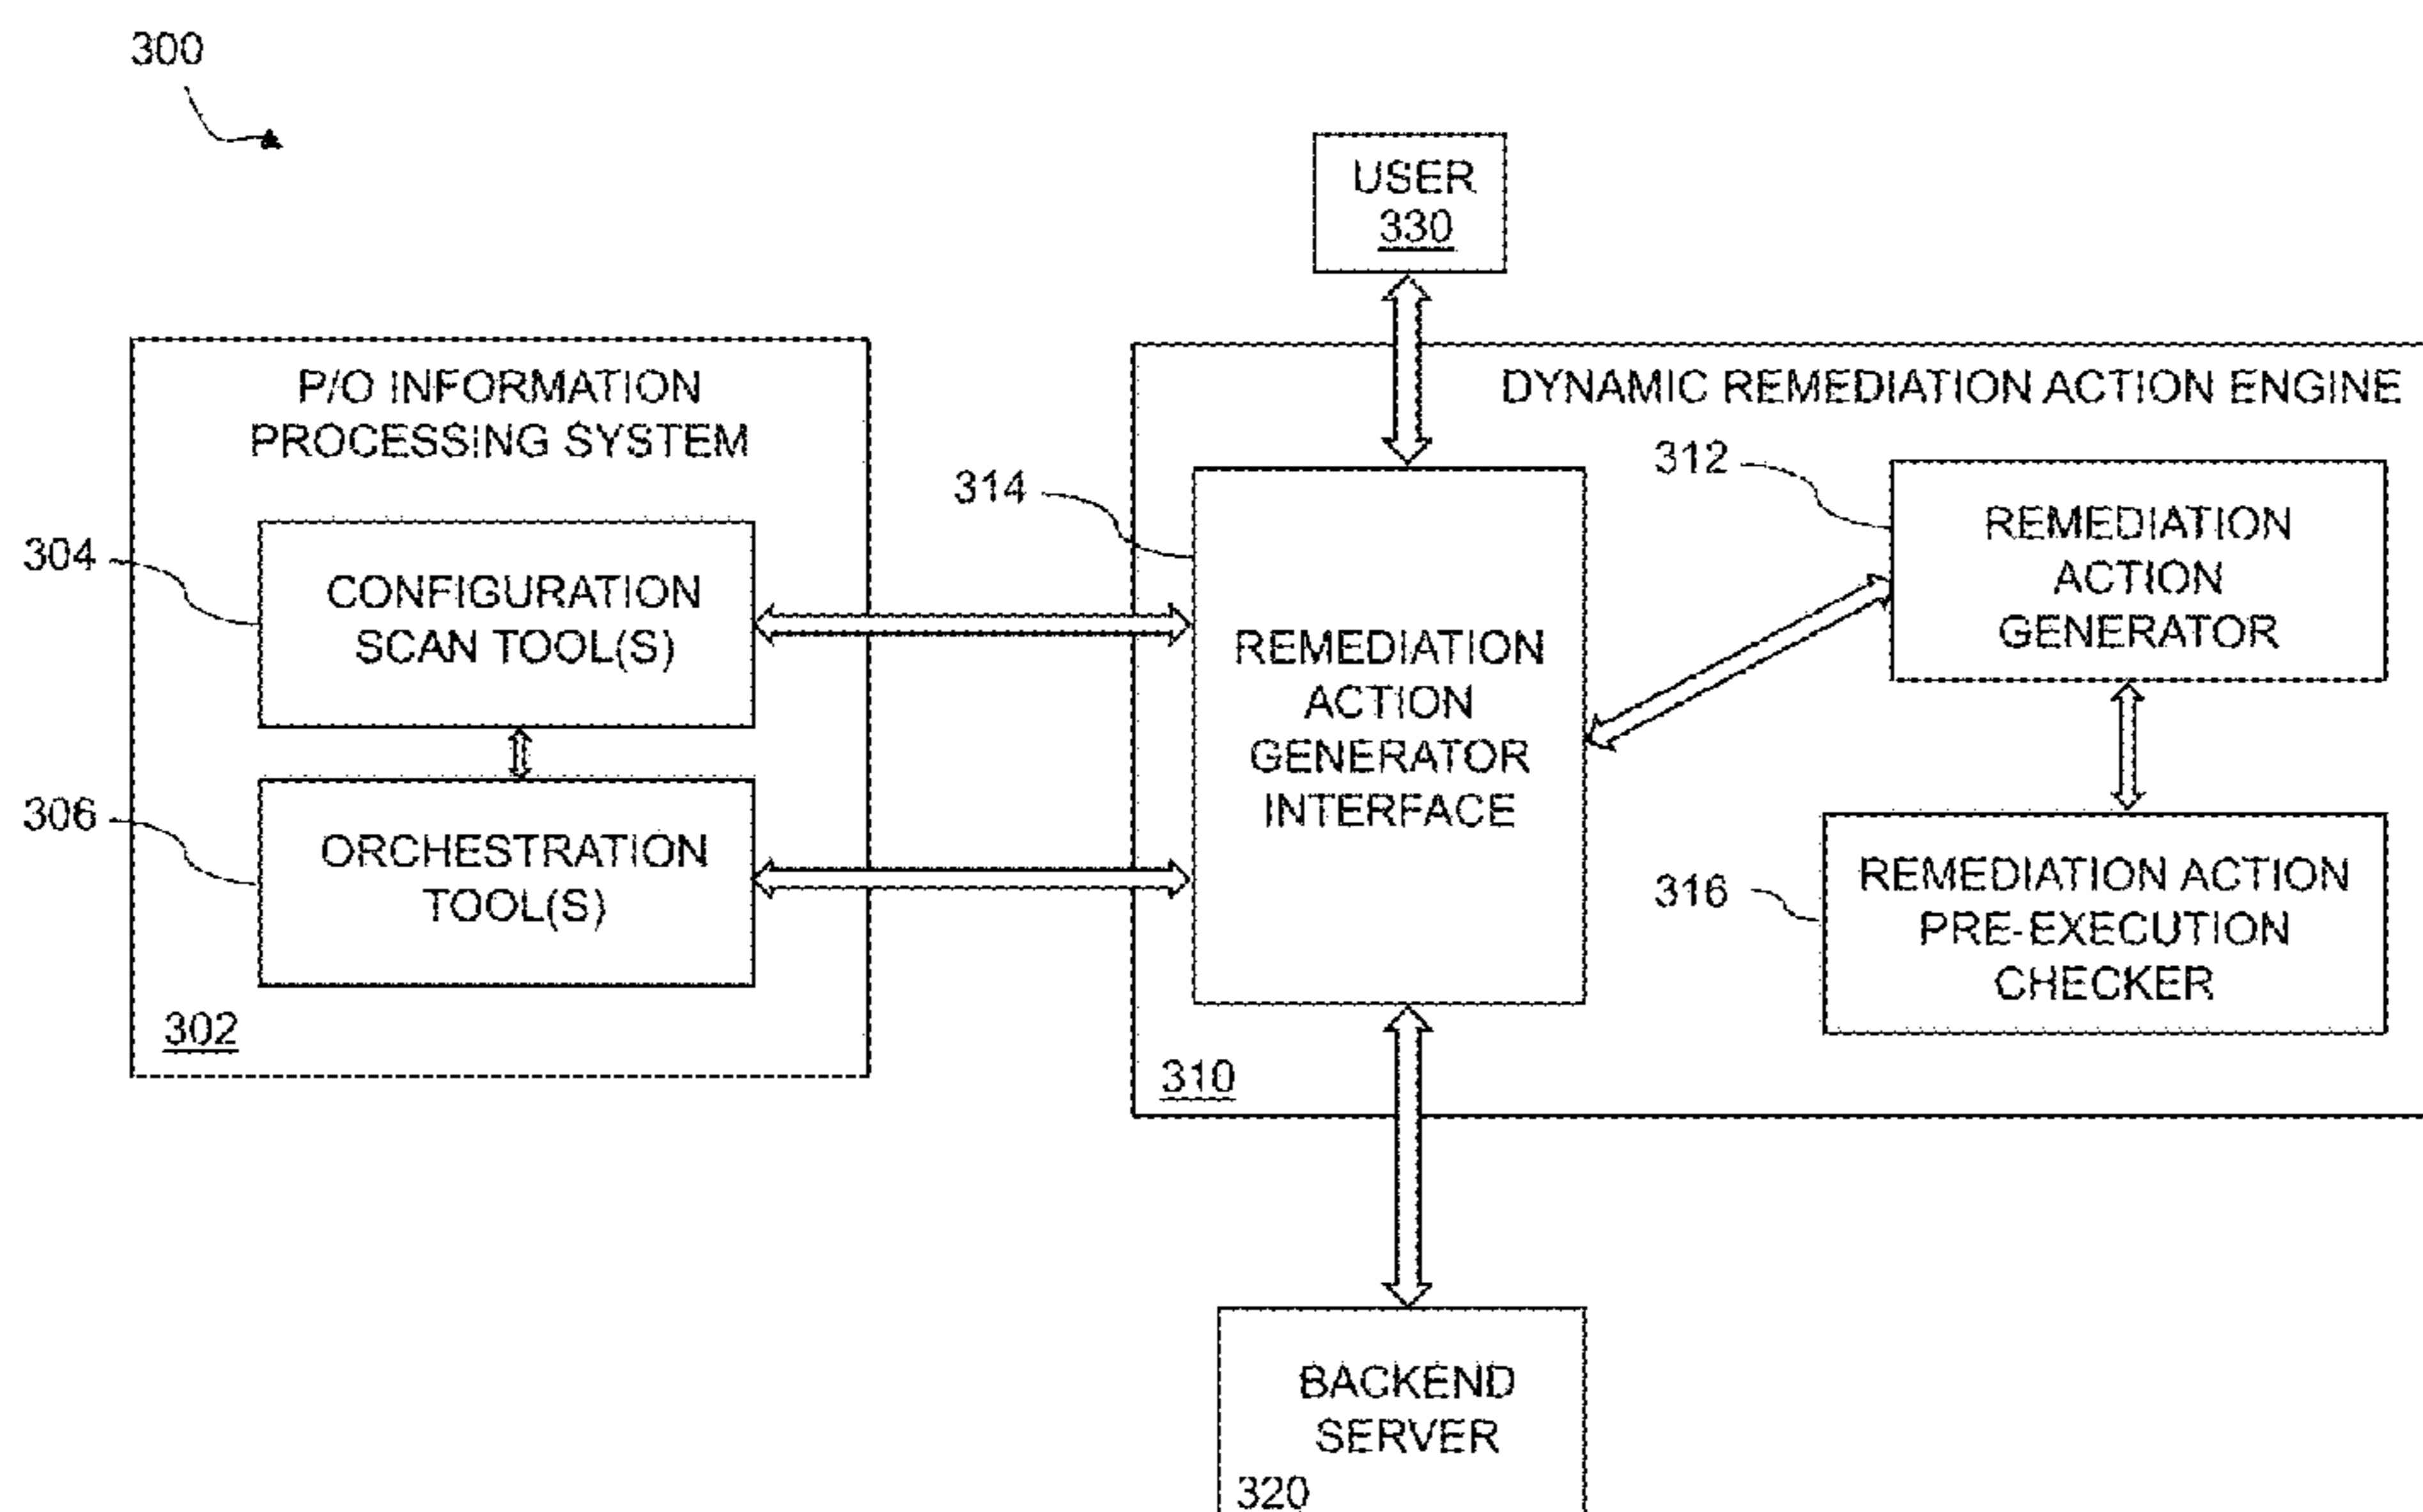 300
USER
330
P/O INFORMATION
PROCESSING SYSTEM
304
CONFIGURATION
SCAN TOOL(S)
306
ORCHESTRATION
TOOL(S)
302
DYNAMIC REMEDIATION ACTION ENGINE
314
REMEDIATION
ACTION
GENERATOR
INTERFACE
312
REMEDIATION
ACTION
GENERATOR
316
REMEDIATION ACTION
PRE-EXECUTION
CHECKER
310
BACKEND
SERVER
320